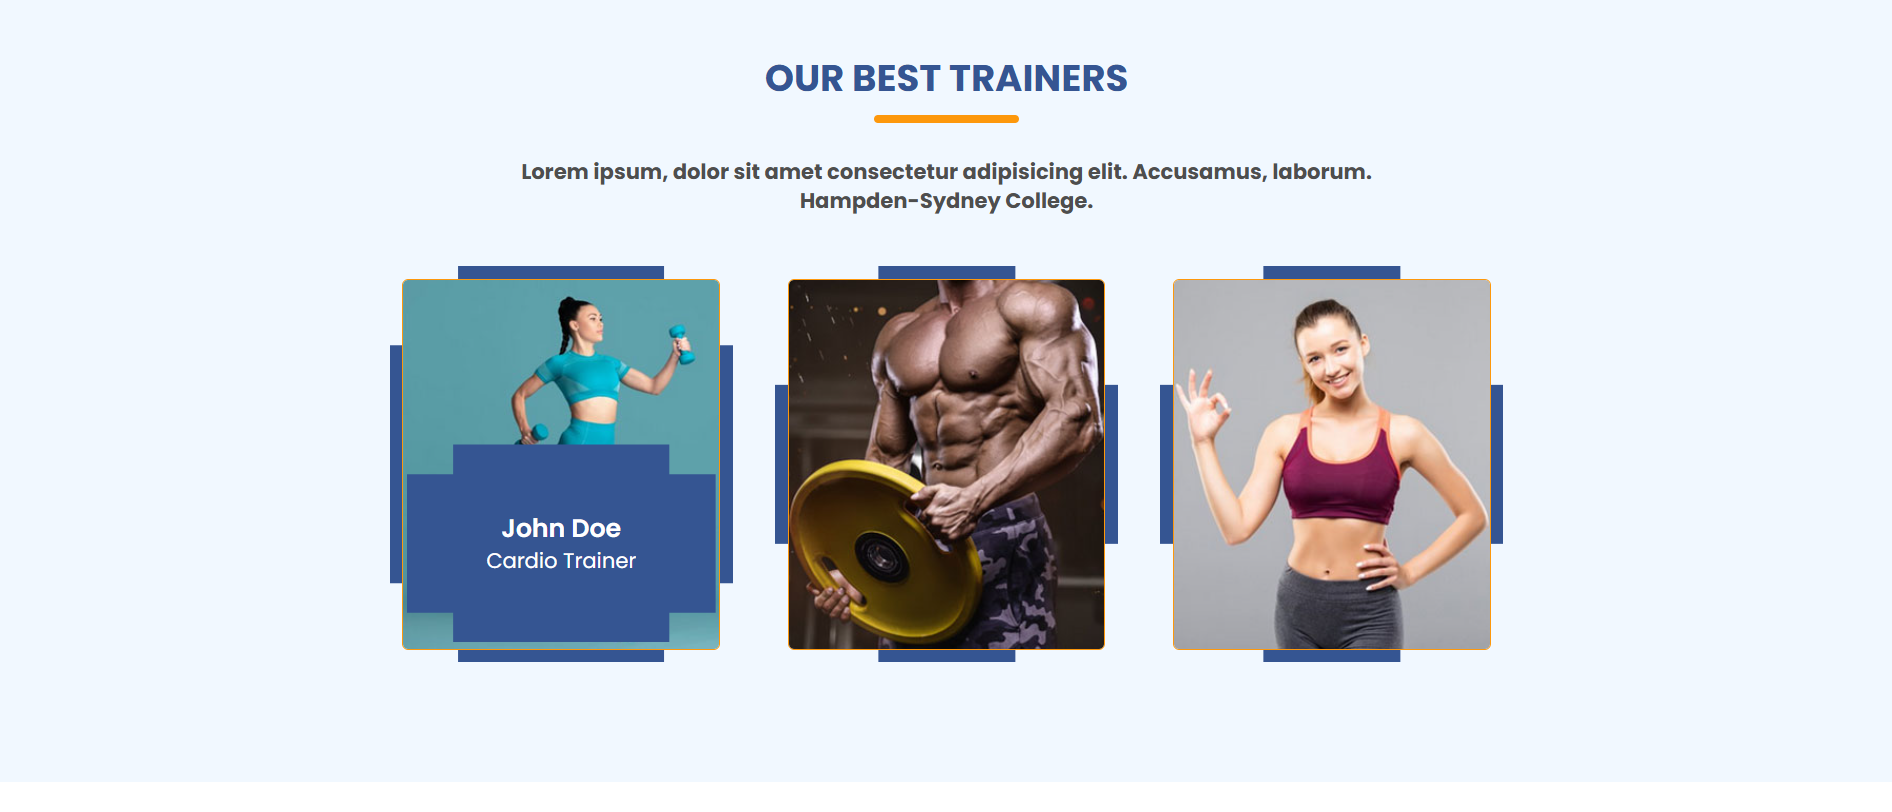 OUR BEST TRAINERS
Lorem ipsum, dolor sit amet consectetur adipisicing elit. Accusamus, laborum.
Hampden-Sydney College.
John Doe
Cardio Trainer